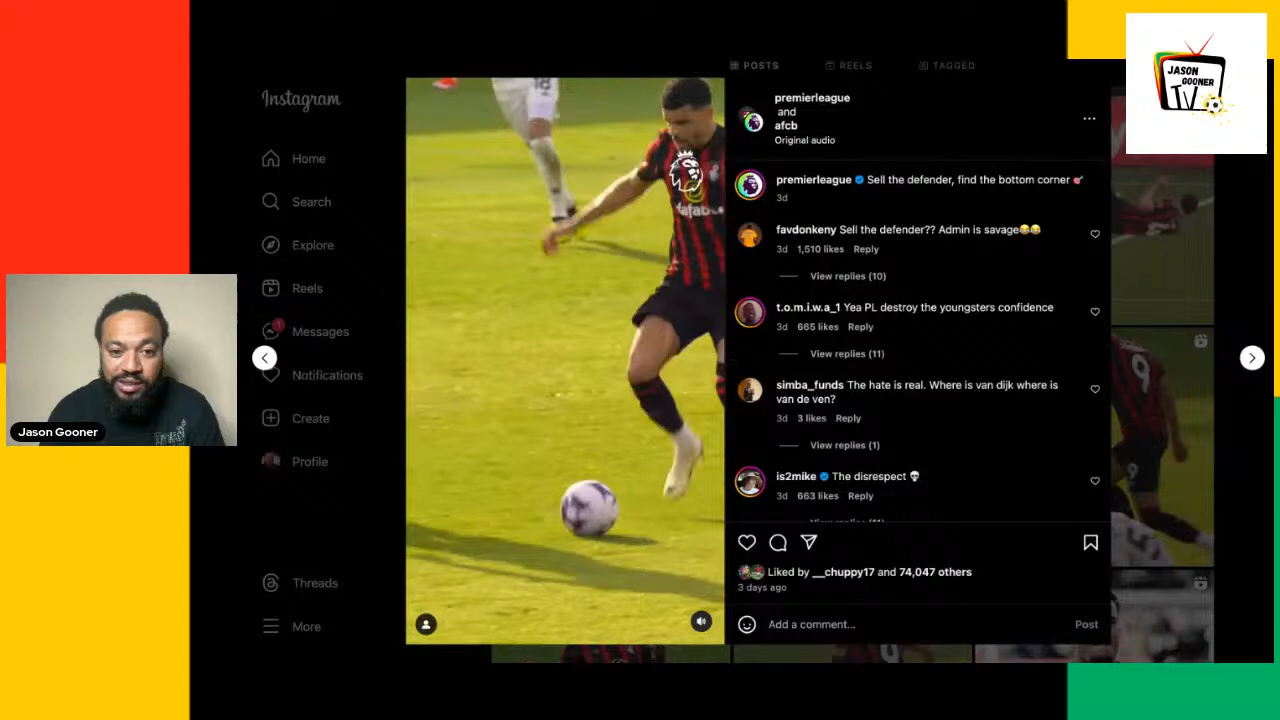 JASON
GOONER
TV
POSTS
REELS
TAGGED
Instagram
Home
Search
Explore
Reels
1
Messages
Notifications
Create
Profile
Threads
More
Jason Gooner
premierleague
and
afcb
Original audio
premierleague Sell the defender, find the bottom corner
3d
favdonkeny Sell the defender?? Admin is savage😂😂
3d 1,510 likes Reply
View replies (10)
t.o.m.i.w.a_1 Yea PL destroy the youngsters confidence
3d 665 likes Reply
View replies (11)
simba_funds The hate is real. Where is van dijk where is
van de ven?
3d 3 likes Reply
View replies (1)
is2mike The disrespect 💀
3d 663 likes Reply
Liked by __chuppy17 and 74,047 others
3 days ago
Add a comment...
Post
9
9